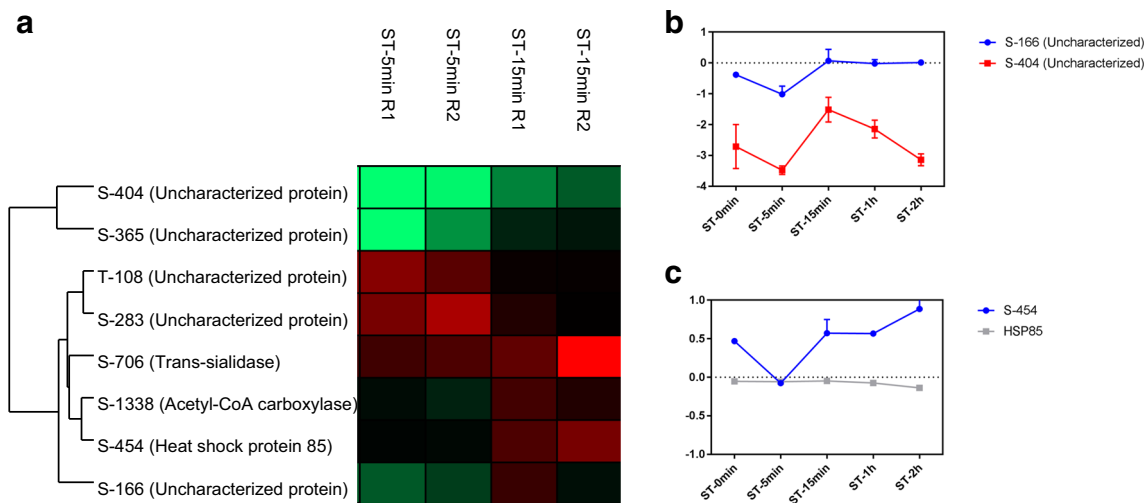 a
ST-5min R1
ST-5min R2
ST-15min R1
ST-15min R2
S-404 (Uncharacterized protein)
S-365 (Uncharacterized protein)
T-108 (Uncharacterized protein)
S-283 (Uncharacterized protein)
S-706 (Trans-sialidase)
S-1338 (Acetyl-CoA carboxylase)
S-454 (Heat shock protein 85)
S-166 (Uncharacterized protein)
b
1
0
-1
-2
-3
-4
ST-0min
ST-5min
ST-15min
ST-1h
ST-2h
S-166 (Uncharacterized)
S-404 (Uncharacterized)
c
1.0
0.5
0.0
-0.5
-1.0
ST-0min
ST-5min
ST-15min
ST-1h
ST-2h
S-454
HSP85